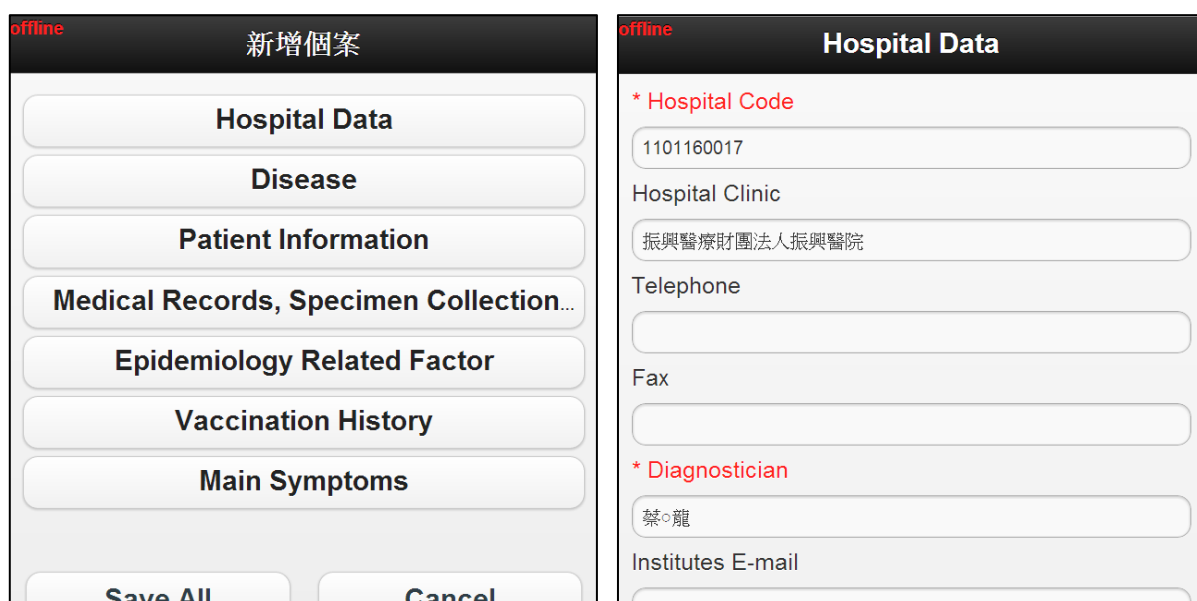 offline
新增個案
Hospital Data
Disease
Patient Information
Medical Records, Specimen Collection...
Epidemiology Related Factor
Vaccination History
Main Symptoms
Save All
Cancel
offline
Hospital Data
* Hospital Code
1101160017
Hospital Clinic
振興醫療財團法人振興醫院
Telephone
Fax
* Diagnostician
蔡○龍
Institutes E-mail